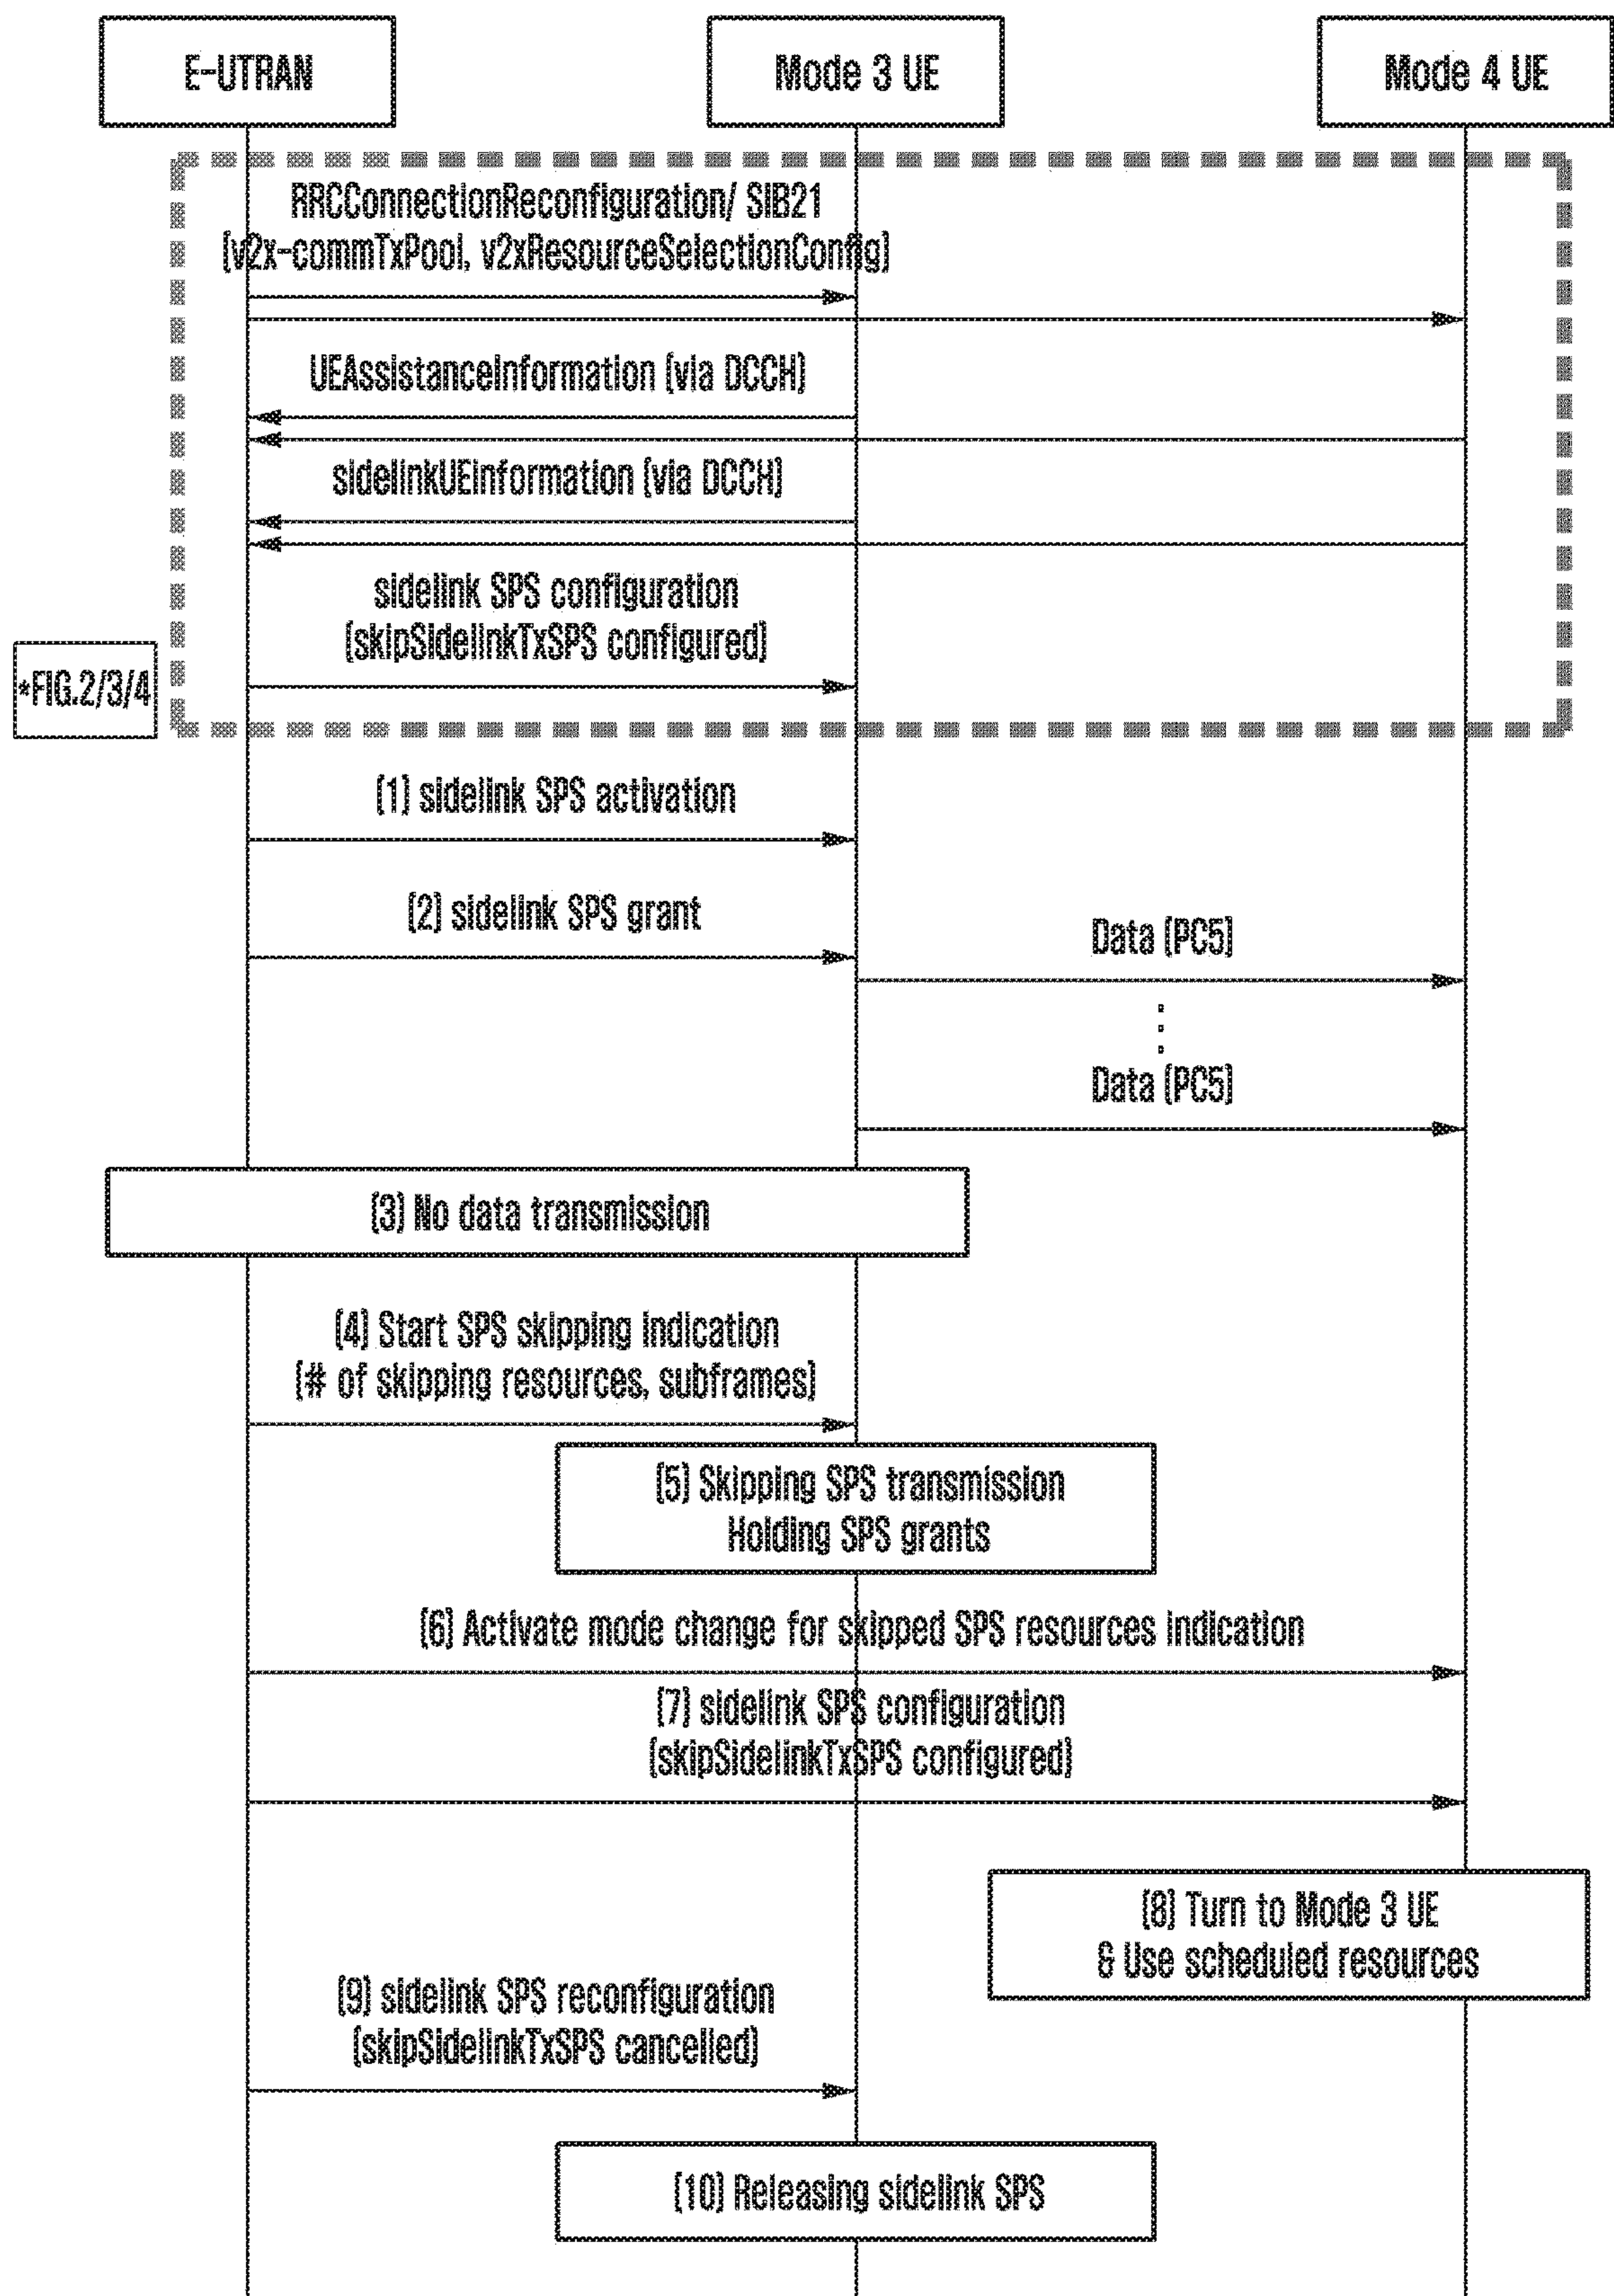 E-UTRAN
Mode 3 UE
Mode 4 UE
RRCConnectionReconfiguration/ SIB21
(v2x-commTxPool, v2xResourceSelectionConfig)
UEAssistanceInformation (via DCCH)
sidelinkUEinformation (via DCCH)
sidelink SPS configuration
(skipSidelinkTxSPS configured)
*FIG.2/3/4
(1) sidelink SPS activation
(2) sidelink SPS grant
Data (PC5)
Data (PC5)
(3) No data transmission
(4) Start SPS skipping indication
(# of skipping resources, subframes)
(5) Skipping SPS transmission
Holding SPS grants
(6) Activate mode change for skipped SPS resources indication
(7) sidelink SPS configuration
(skipSidelinkTxSPS configured)
(8) Turn to Mode 3 UE
& Use scheduled resources
(9) sidelink SPS reconfiguration
(skipSidelinkTxSPS cancelled)
(10) Releasing sidelink SPS